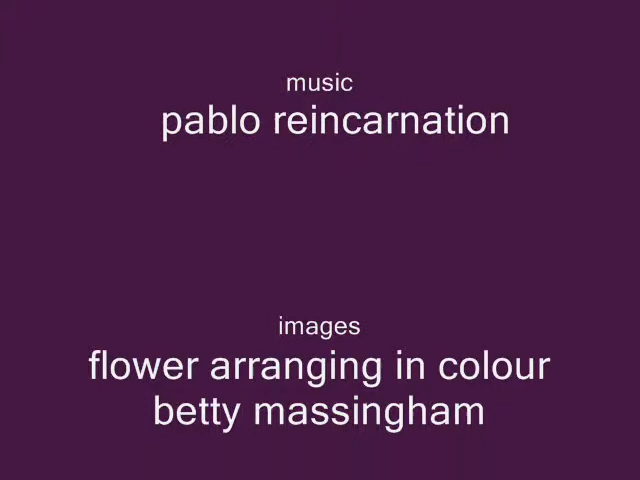 music
pablo reincarnation
images
flower arranging in colour
betty massingham